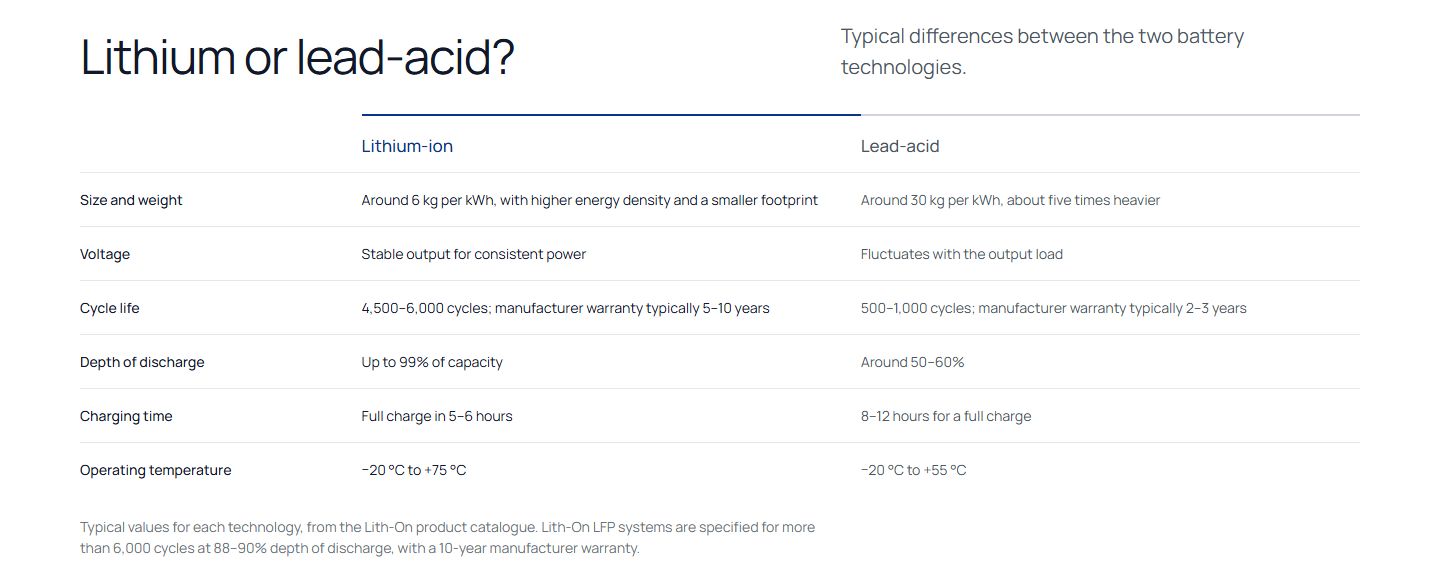 Lithium or lead-acid?
Typical differences between the two battery
technologies.
Lithium-ion Lead-acid
Size and weight Around 6 kg per kWh, with higher energy density and a smaller footprint Around 30 kg per kWh, about five times heavier
Voltage Stable output for consistent power Fluctuates with the output load
Cycle life 4,500–6,000 cycles; manufacturer warranty typically 5–10 years 500–1,000 cycles; manufacturer warranty typically 2–3 years
Depth of discharge Up to 99% of capacity Around 50–60%
Charging time Full charge in 5–6 hours 8–12 hours for a full charge
Operating temperature −20 °C to +75 °C −20 °C to +55 °C
Typical values for each technology, from the Lith-On product catalogue. Lith-On LFP systems are specified for more
than 6,000 cycles at 88–90% depth of discharge, with a 10-year manufacturer warranty.